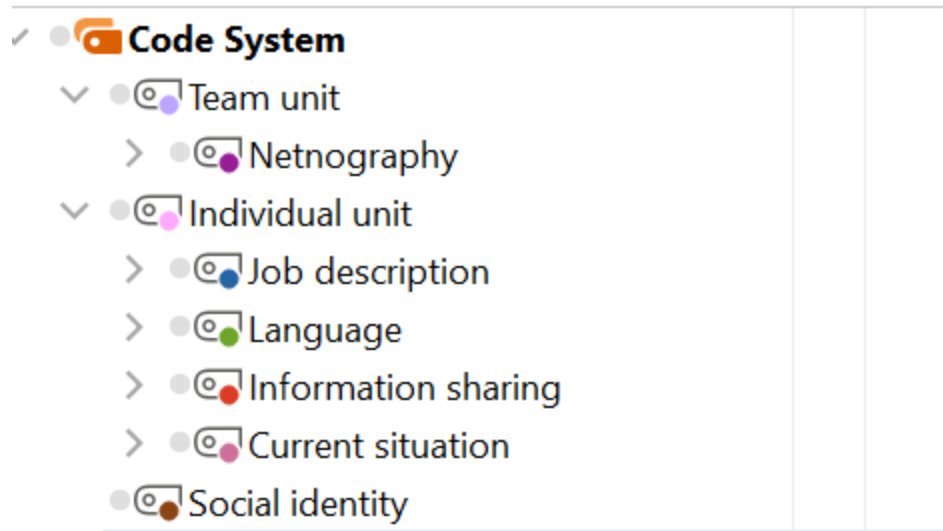 Code System
Team unit
Netnography
Individual unit
Job description
Language
Information sharing
Current situation
Social identity